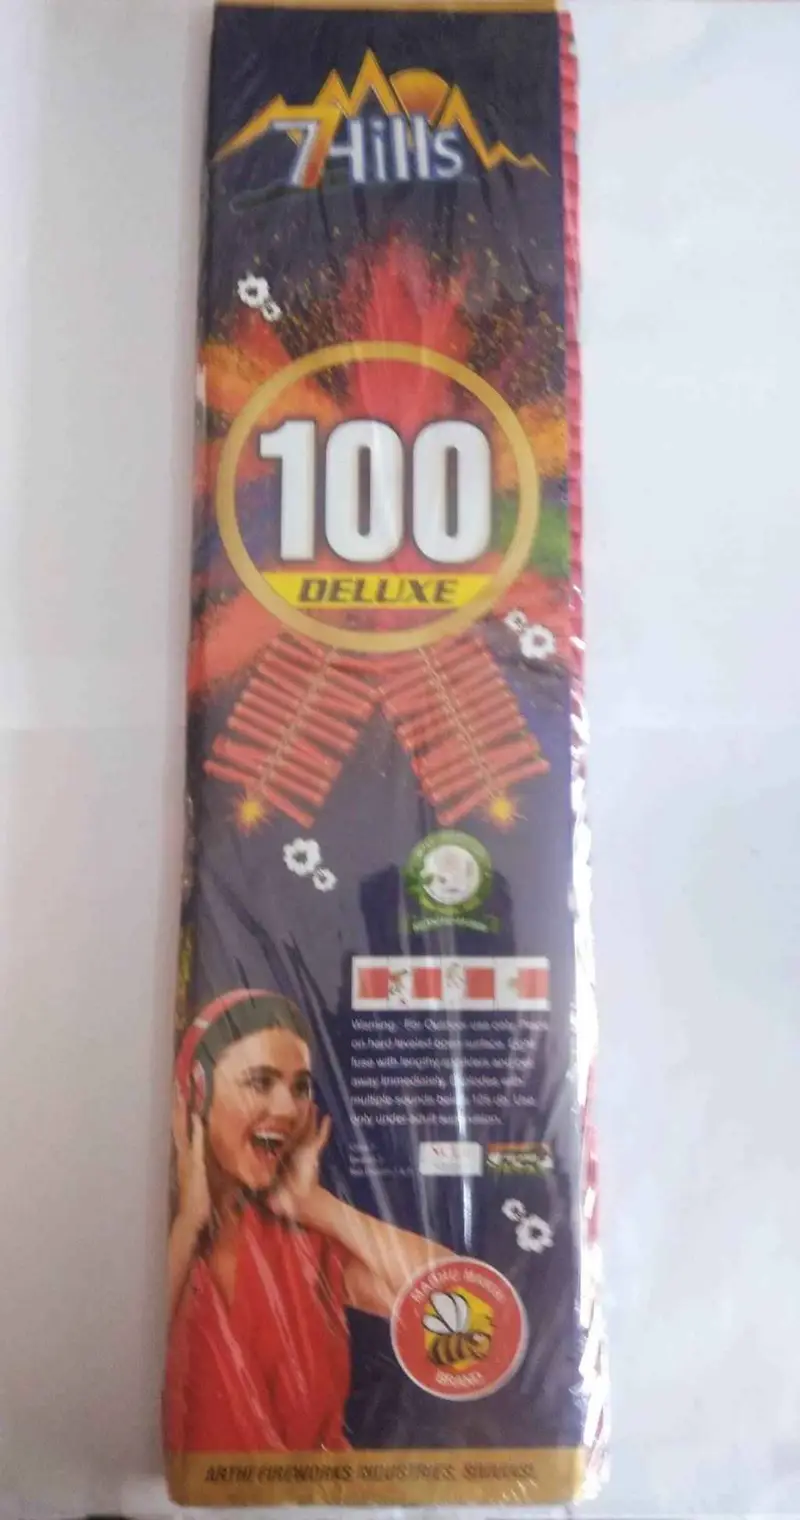 7Hills
100
DELUXE
Warning : For Outdoor use only. Place
on hard leveled open surface. Light
fuse with lengthy sparklers and get
away immediately. Explodes with
multiple sounds below 125 db. Use
only under adult supervision.
BRAND
ARTHE FIREWORKS INDUSTRIES, SIVAKASI.